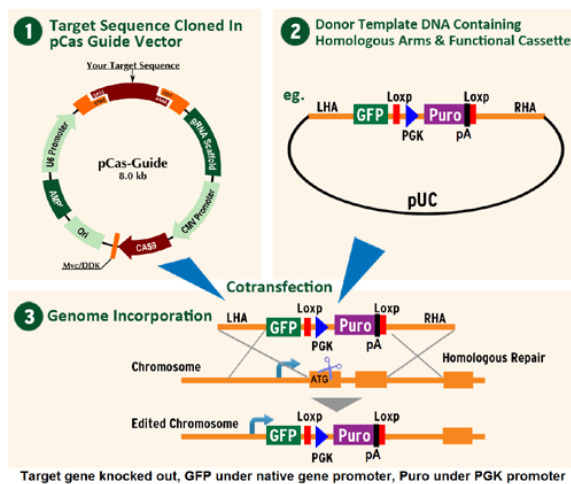 1 Target Sequence Cloned In
pCas Guide Vector
Your Target Sequence
U6 Promoter
gRNA Scaffold
pCas-Guide
8.0 kb
AMP
CMV Promoter
Ori
CAS9
Myc/DDK
2 Donor Template DNA Containing
Homologous Arms & Functional Cassette
eg.
Loxp Loxp
LHA GFP Puro RHA
PGK pA
pUC
Cotransfection
3 Genome Incorporation
Loxp Loxp
LHA GFP Puro RHA
PGK pA
Chromosome
Homologous Repair
ATG
Edited Chromosome
Loxp Loxp
GFP Puro
PGK pA
Target gene knocked out, GFP under native gene promoter, Puro under PGK promoter